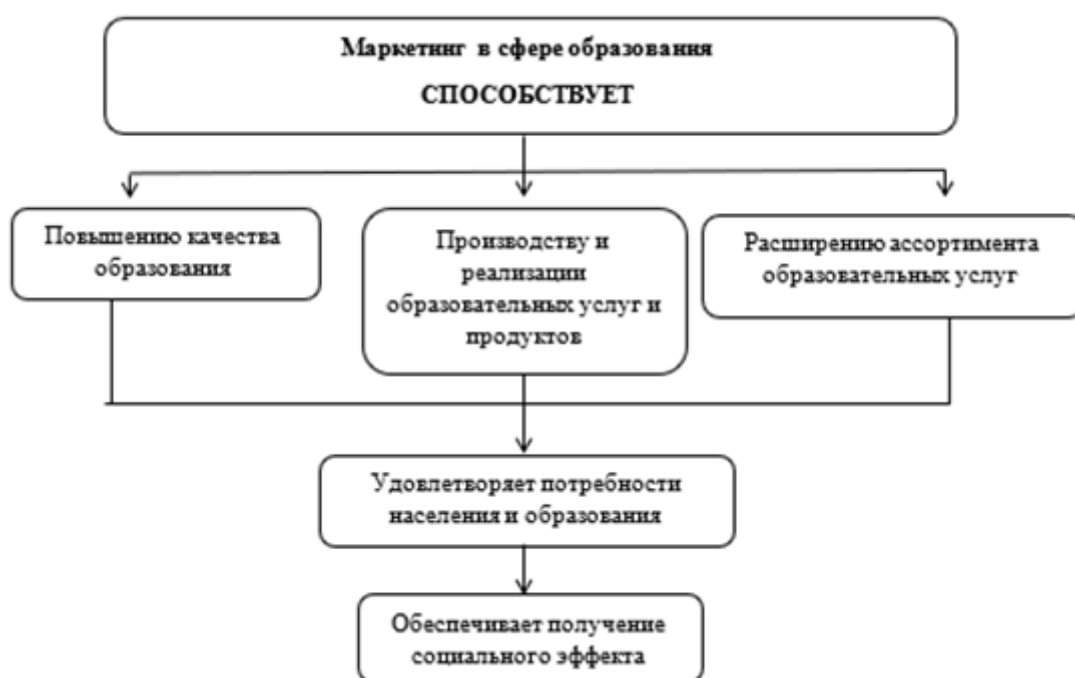 Маркетинг в сфере образования
СПОСОБСТВУЕТ
Повышению качества
образования
Производству и
реализации
образовательных услуг и
продуктов
Расширению ассортимента
образовательных услуг
Удовлетворяет потребности
населения и образования
Обеспечивает получение
социального эффекта